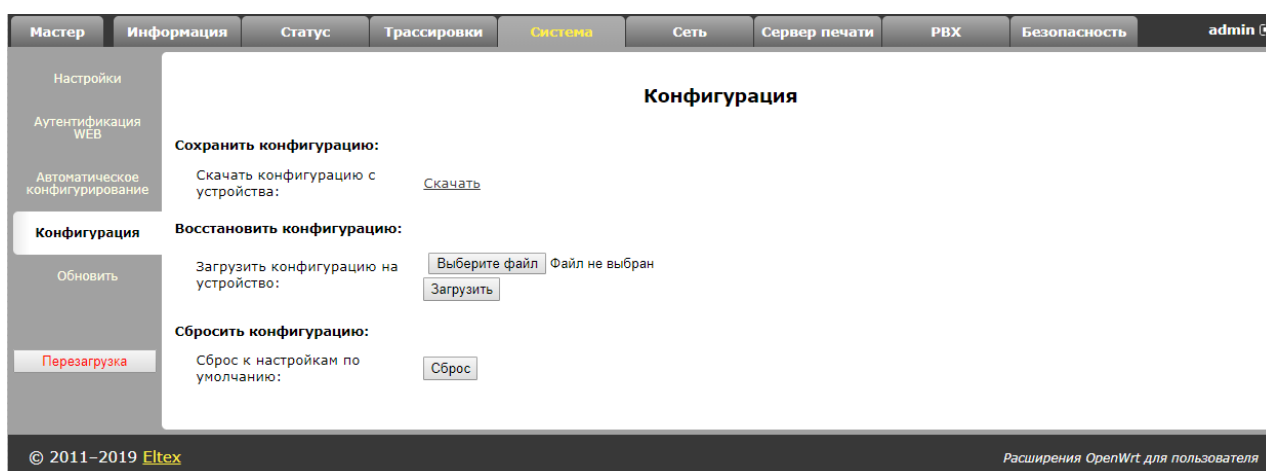 Мастер Информация Статус Трассировки Система Сеть Сервер печати PBX Безопасность admin
Настройки
Аутентификация
WEB
Автоматическое
конфигурирование
Конфигурация
Обновить
Перезагрузка
Конфигурация
Сохранить конфигурацию:
Скачать конфигурацию с
устройства:
Скачать
Восстановить конфигурацию:
Загрузить конфигурацию на
устройство:
Выберите файл Файл не выбран
Загрузить
Сбросить конфигурацию:
Сброс к настройкам по
умолчанию:
Сброс
© 2011–2019 Eltex
Расширения OpenWrt для пользователя